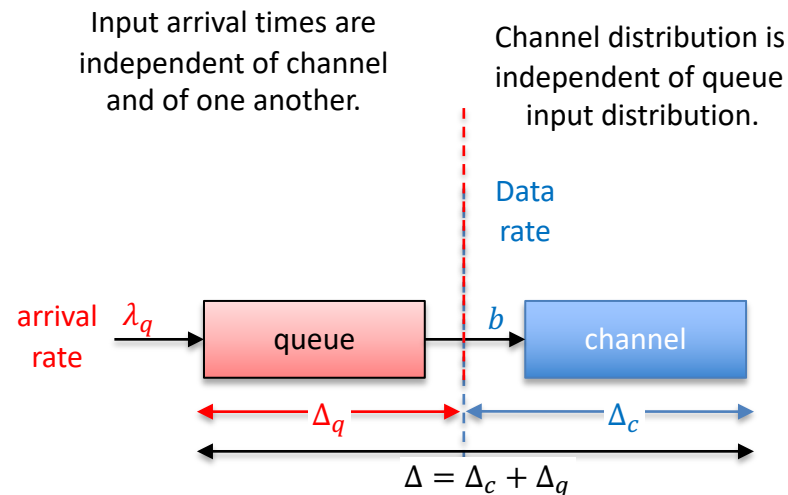 Input arrival times are
independent of channel
and of one another.
Channel distribution is
independent of queue
input distribution.
Data
rate
arrival
rate
λ_q
queue
b
channel
Δ_q
Δ_c
Δ = Δ_c + Δ_q